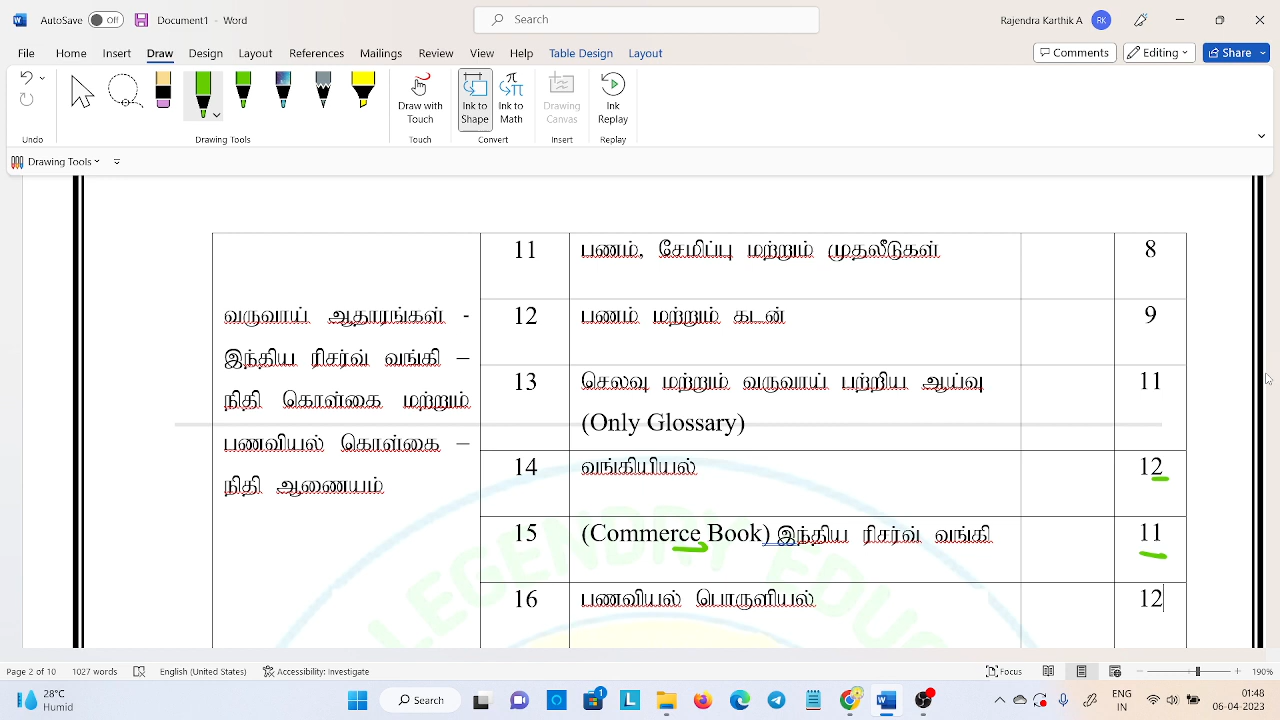 AutoSave Off Document1 - Word Search Rajendra Karthik A RK
File Home Insert Draw Design Layout References Mailings Review View Help Table Design Layout Comments Editing Share
Draw with Touch Ink to Shape Ink to Math Drawing Canvas Ink Replay
Undo Drawing Tools Touch Convert Insert Replay
Drawing Tools
11 பணம், சேமிப்பு மற்றும் முதலீடுகள் 8
வருவாய் ஆதாரங்கள் - 12 பணம் மற்றும் கடன் 9
இந்திய ரிசர்வ் வங்கி –
நிதி கொள்கை மற்றும் 13 செலவு மற்றும் வருவாய் பற்றிய ஆய்வு 11
(Only Glossary)
பணவியல் கொள்கை –
நிதி ஆணையம் 14 வங்கியியல் 12
15 (Commerce Book) இந்திய ரிசர்வ் வங்கி 11
16 பணவியல் பொருளியல் 12
LEGENDRY EDUC
Page 2 of 10 1027 words English (United States) Accessibility: Investigate Focus 190%
28°C
Humid
Search
ENG
IN
01:48
06-04-2023